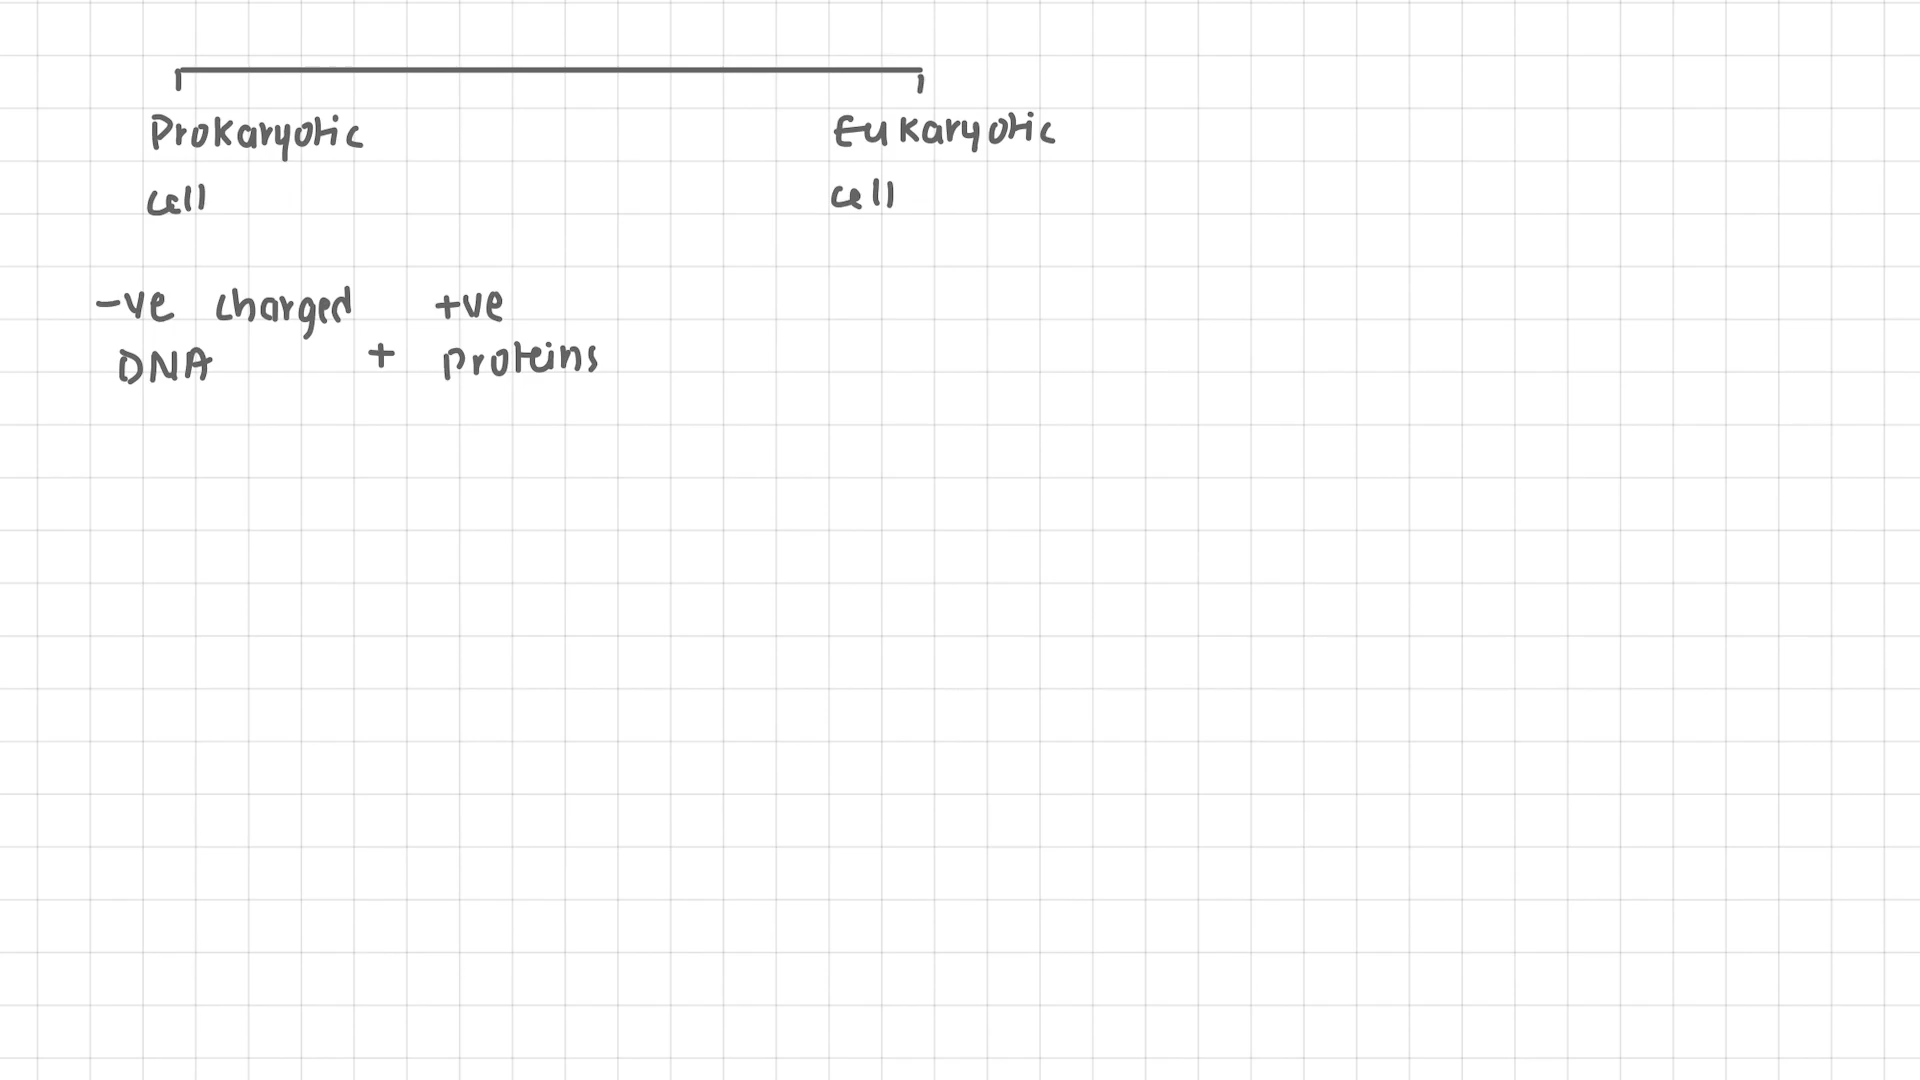 Prokaryotic Eukaryotic
cell cell
-ve charged +ve
DNA + proteins